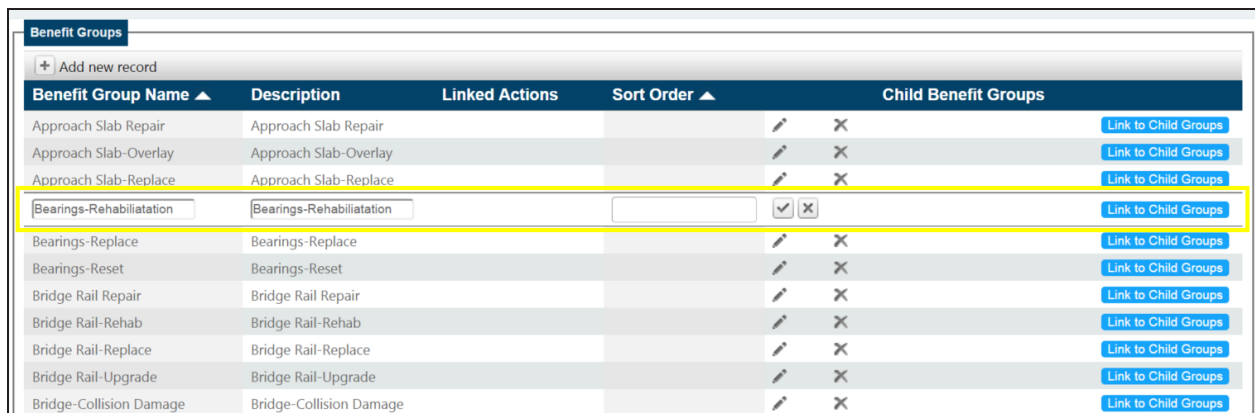 Benefit Groups
+ Add new record
Benefit Group Name Description Linked Actions Sort Order Child Benefit Groups
Approach Slab Repair Approach Slab Repair Link to Child Groups
Approach Slab-Overlay Approach Slab-Overlay Link to Child Groups
Approach Slab-Replace Approach Slab-Replace Link to Child Groups
Bearings-Rehabiliatation Bearings-Rehabiliatation Link to Child Groups
Bearings-Replace Bearings-Replace Link to Child Groups
Bearings-Reset Bearings-Reset Link to Child Groups
Bridge Rail Repair Bridge Rail Repair Link to Child Groups
Bridge Rail-Rehab Bridge Rail-Rehab Link to Child Groups
Bridge Rail-Replace Bridge Rail-Replace Link to Child Groups
Bridge Rail-Upgrade Bridge Rail-Upgrade Link to Child Groups
Bridge-Collision Damage Bridge-Collision Damage Link to Child Groups